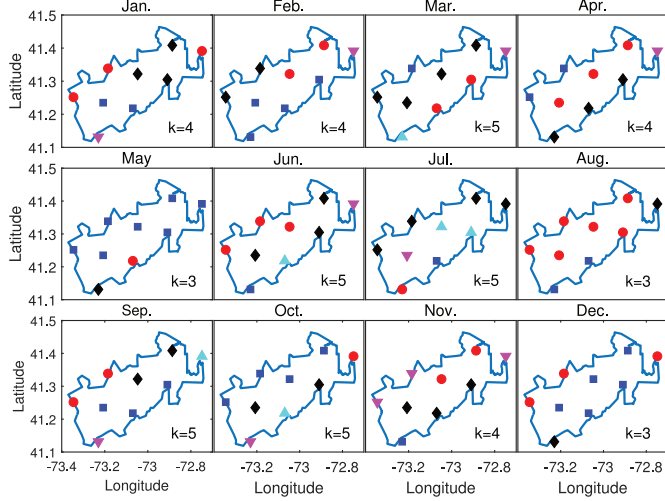 Jan. Feb. Mar. Apr.
41.5
41.4
41.3
41.2
41.1
Latitude
k=4 k=4 k=5 k=4
May Jun. Jul. Aug.
41.4
41.3
41.2
41.1
Latitude
k=3 k=5 k=5 k=3
Sep. Oct. Nov. Dec.
41.5
41.4
41.3
41.2
41.1
Latitude
k=5 k=5 k=4 k=3
-73.4 -73.2 -73 -72.8 -73.2 -73 -72.8 -73.2 -73 -72.8 -73.2 -73 -72.8
Longitude Longitude Longitude Longitude